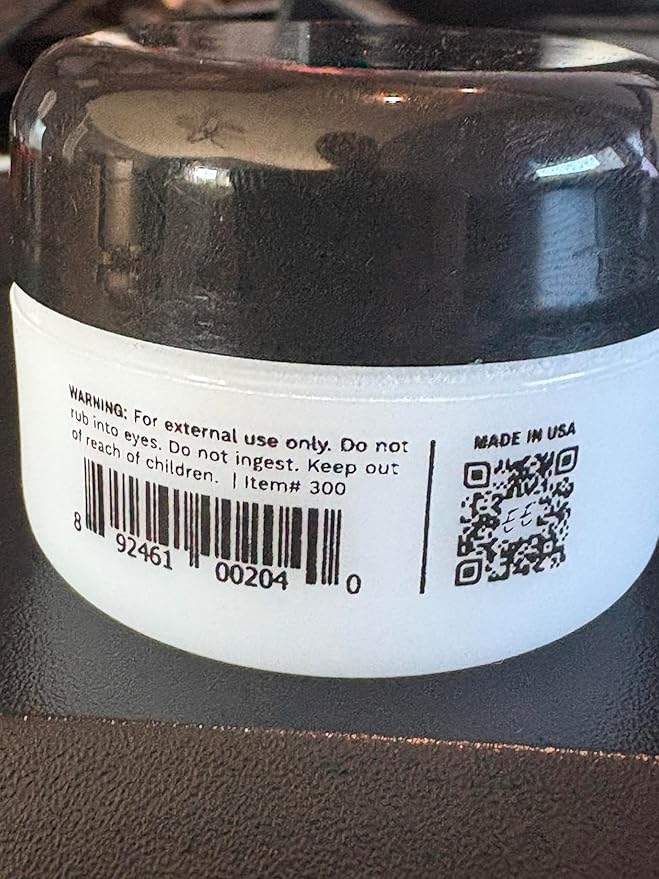 WARNING: For external use only. Do not
rub into eyes. Do not ingest. Keep out
of reach of children. | Item# 300
8 92461 00204 0
MADE IN USA